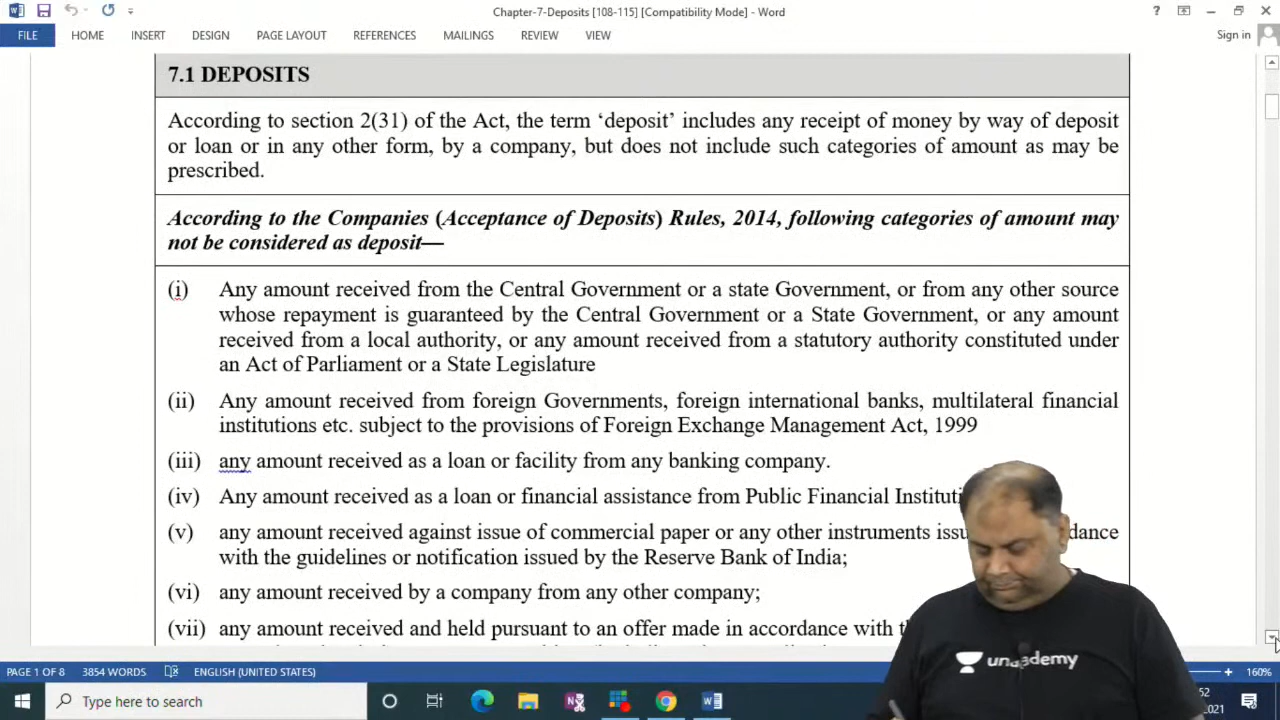 Chapter-7-Deposits [108-115] [Compatibility Mode] - Word
FILE HOME INSERT DESIGN PAGE LAYOUT REFERENCES MAILINGS REVIEW VIEW Sign in
7.1 DEPOSITS
According to section 2(31) of the Act, the term ‘deposit’ includes any receipt of money by way of deposit
or loan or in any other form, by a company, but does not include such categories of amount as may be
prescribed.
According to the Companies (Acceptance of Deposits) Rules, 2014, following categories of amount may
not be considered as deposit—
(i) Any amount received from the Central Government or a state Government, or from any other source
whose repayment is guaranteed by the Central Government or a State Government, or any amount
received from a local authority, or any amount received from a statutory authority constituted under
an Act of Parliament or a State Legislature
(ii) Any amount received from foreign Governments, foreign international banks, multilateral financial
institutions etc. subject to the provisions of Foreign Exchange Management Act, 1999
(iii) any amount received as a loan or facility from any banking company.
(iv) Any amount received as a loan or financial assistance from Public Financial
(v) any amount received against issue of commercial paper or any other instruments
with the guidelines or notification issued by the Reserve Bank of India;
(vi) any amount received by a company from any other company;
(vii) any amount received and held pursuant to an offer made in accordance with
unacademy
PAGE 1 OF 8 3854 WORDS ENGLISH (UNITED STATES) 160%
Type here to search